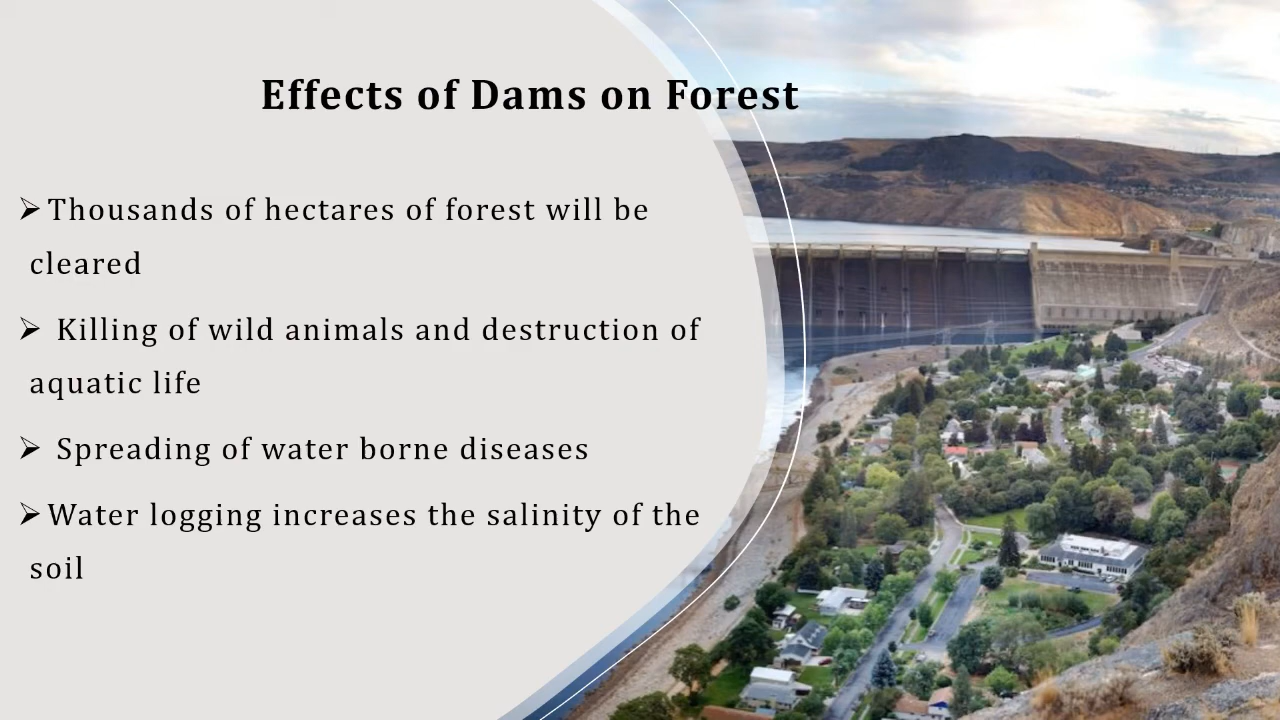 Effects of Dams on Forest
➢Thousands of hectares of forest will be
cleared
➢ Killing of wild animals and destruction of
aquatic life
➢ Spreading of water borne diseases
➢Water logging increases the salinity of the
soil